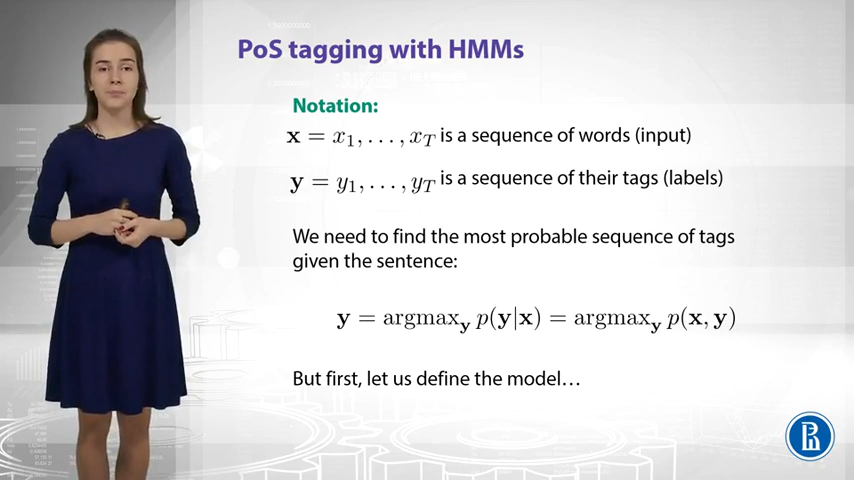 PoS tagging with HMMs
Notation:
x = x₁, . . . , x_T is a sequence of words (input)
y = y₁, . . . , y_T is a sequence of their tags (labels)
We need to find the most probable sequence of tags
given the sentence:
y = argmax_y p(y|x) = argmax_y p(x, y)
But first, let us define the model…